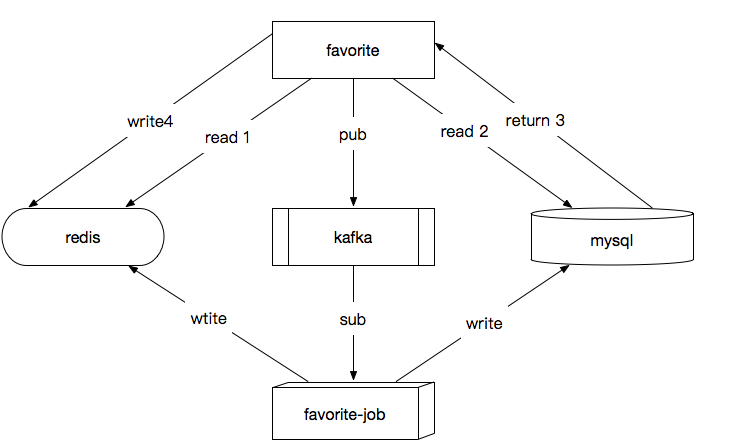 favorite
write4
read 1
pub
read 2
return 3
redis
kafka
mysql
wtite
sub
write
favorite-job